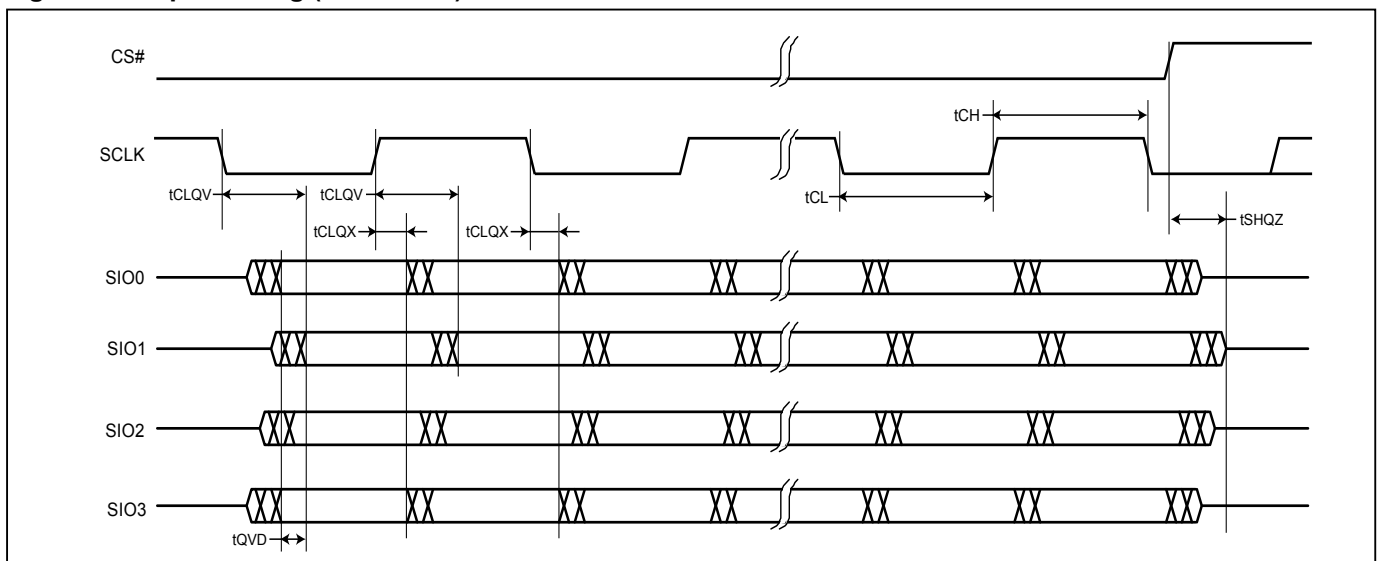 CS#
tCH
SCLK
tCLQV
tCLQV
tCL
tSHQZ
tCLQX
tCLQX
SIO0
SIO1
SIO2
SIO3
tQVD